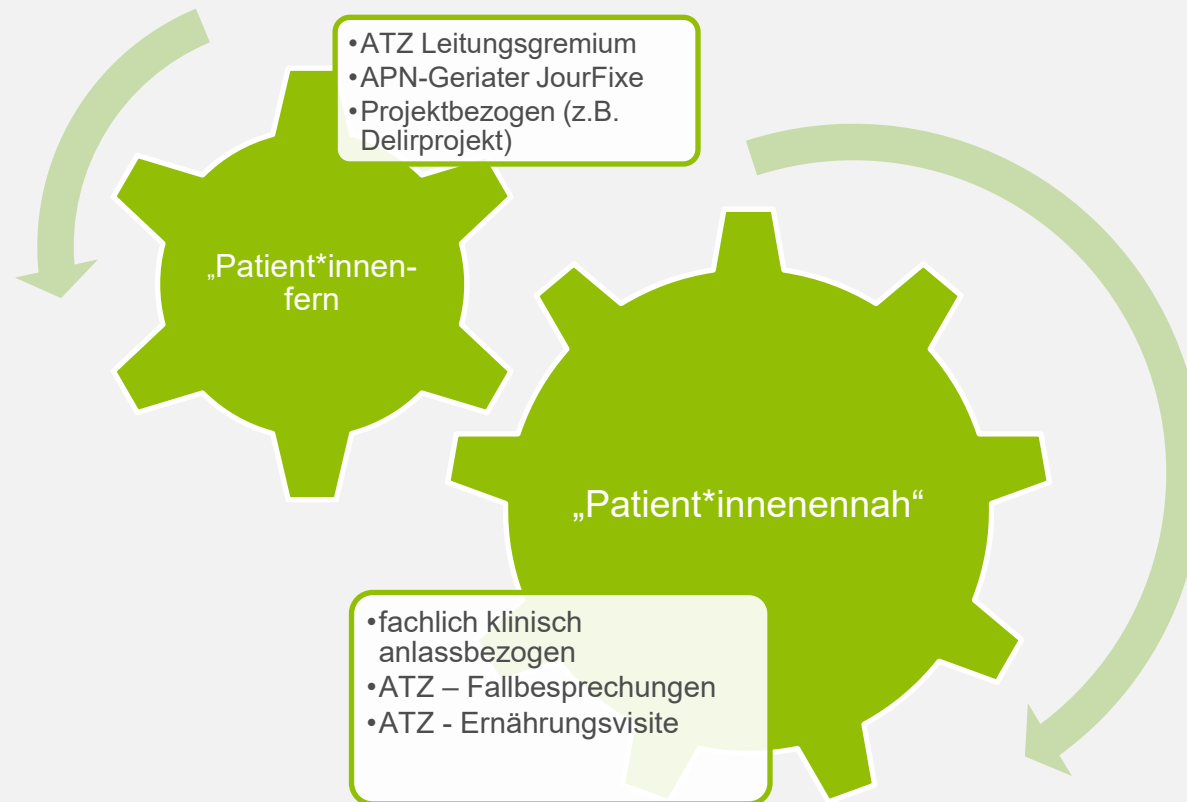 •ATZ Leitungsgremium
•APN-Geriater JourFixe
•Projektbezogen (z.B.
Delirprojekt)
„Patient*innen-
fern
„Patient*innenennah“
•fachlich klinisch
anlassbezogen
•ATZ – Fallbesprechungen
•ATZ - Ernährungsvisite